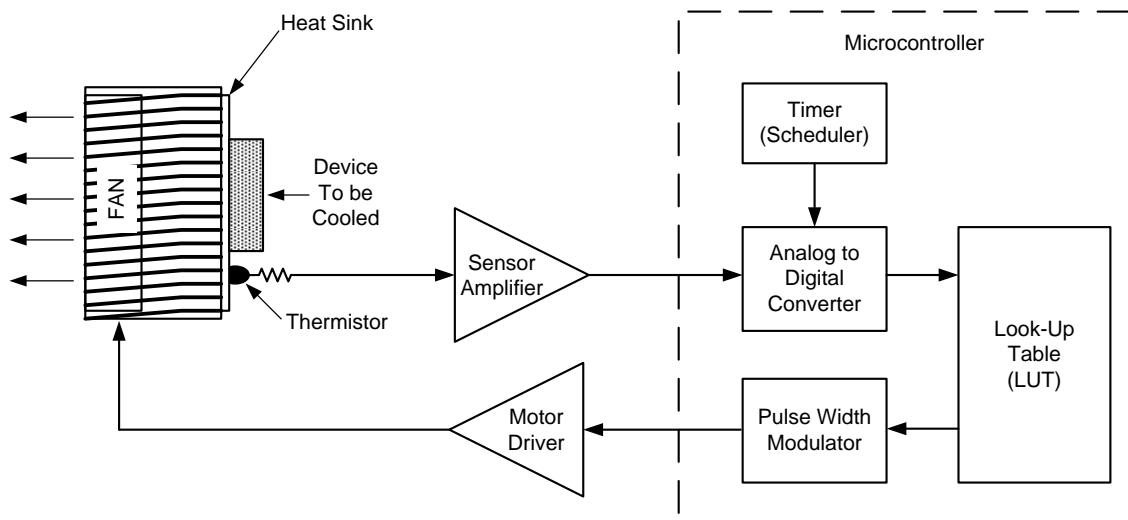 Heat Sink
Microcontroller
Timer
(Scheduler)
FAN
Device
To be
Cooled
Sensor
Amplifier
Analog to
Digital
Converter
Thermistor
Look-Up
Table
(LUT)
Motor
Driver
Pulse Width
Modulator